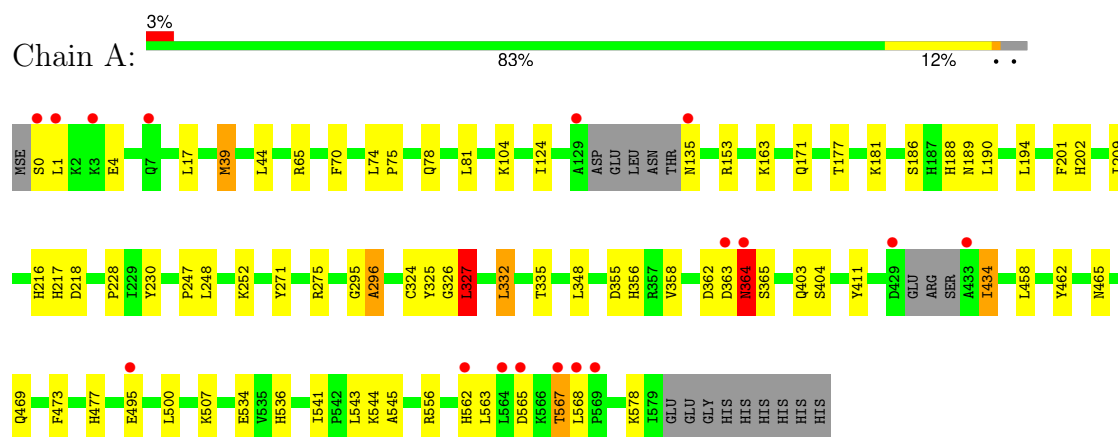 3%
Chain A:
83% 12% • •
MSE S0 L1 K2 K3 E4 Q7 L17 M39 L44 R65 F70 L74 P75 Q78 L81 K104 I124 A129 ASP GLU LEU ASN THR N135 R153 K163 Q171 T177 K181 S186 H187 H188 N189 L190 L194 F201 H202
H216 H217 D218 P228 I229 Y230 P247 L248 K252 Y271 R275 G295 A296 C324 Y325 G326 L327 L332 T335 L348 D355 H356 R357 V358 D362 D363 N364 S365 Q403 S404 Y411 D429 GLU ARG SER A433 I434 L458 Y462 N465
Q469 F473 H477 E495 L500 K507 E534 V535 H536 I541 P542 L543 K544 A545 R556 H562 L563 L564 D565 K566 T567 L568 P569 K578 I579 GLU GLU GLY HIS HIS HIS HIS HIS HIS